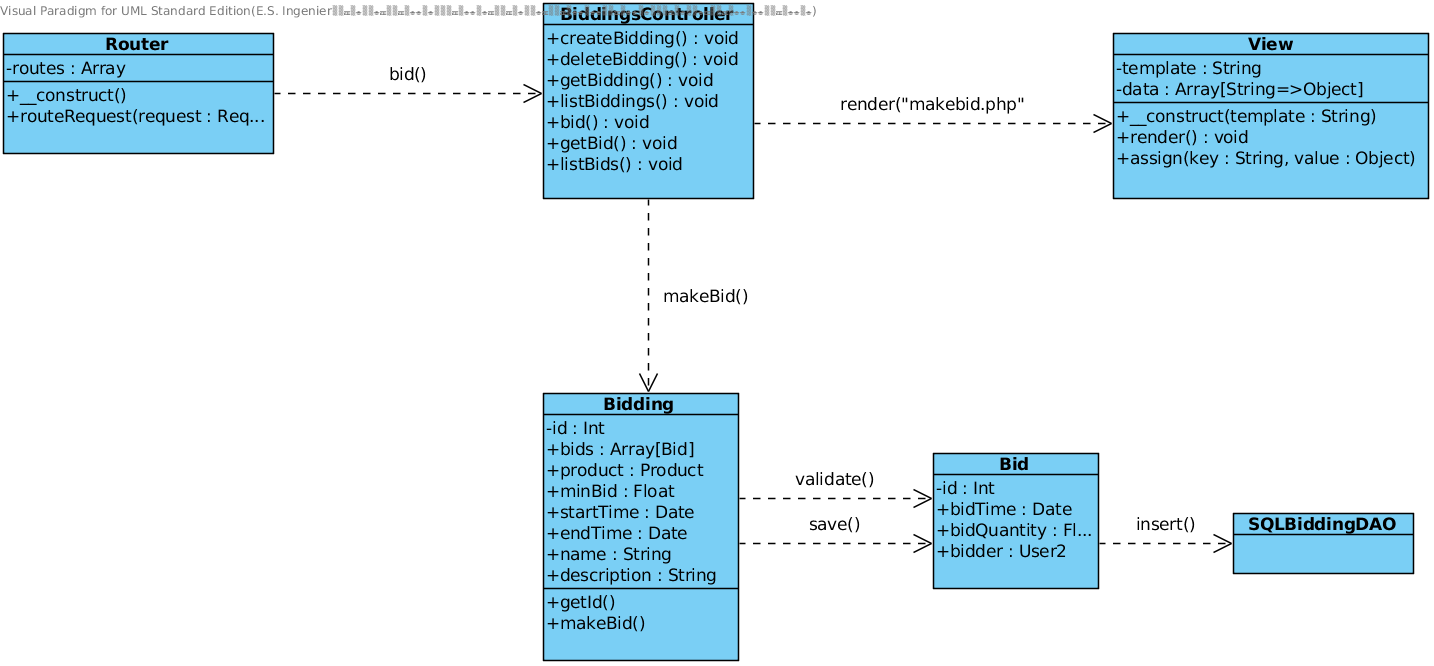 Visual Paradigm for UML Standard Edition(E.S. Ingenier
BiddingsController
+createBidding() : void
+deleteBidding() : void
+getBidding() : void
+listBiddings() : void
+bid() : void
+getBid() : void
+listBids() : void
Router
-routes : Array
+__construct()
+routeRequest(request : Req...
bid()
render("makebid.php"
View
-template : String
-data : Array[String=>Object]
+__construct(template : String)
+render() : void
+assign(key : String, value : Object)
makeBid()
Bidding
-id : Int
+bids : Array[Bid]
+product : Product
+minBid : Float
+startTime : Date
+endTime : Date
+name : String
+description : String
+getId()
+makeBid()
validate()
save()
Bid
-id : Int
+bidTime : Date
+bidQuantity : Fl...
+bidder : User2
insert()
SQLBiddingDAO